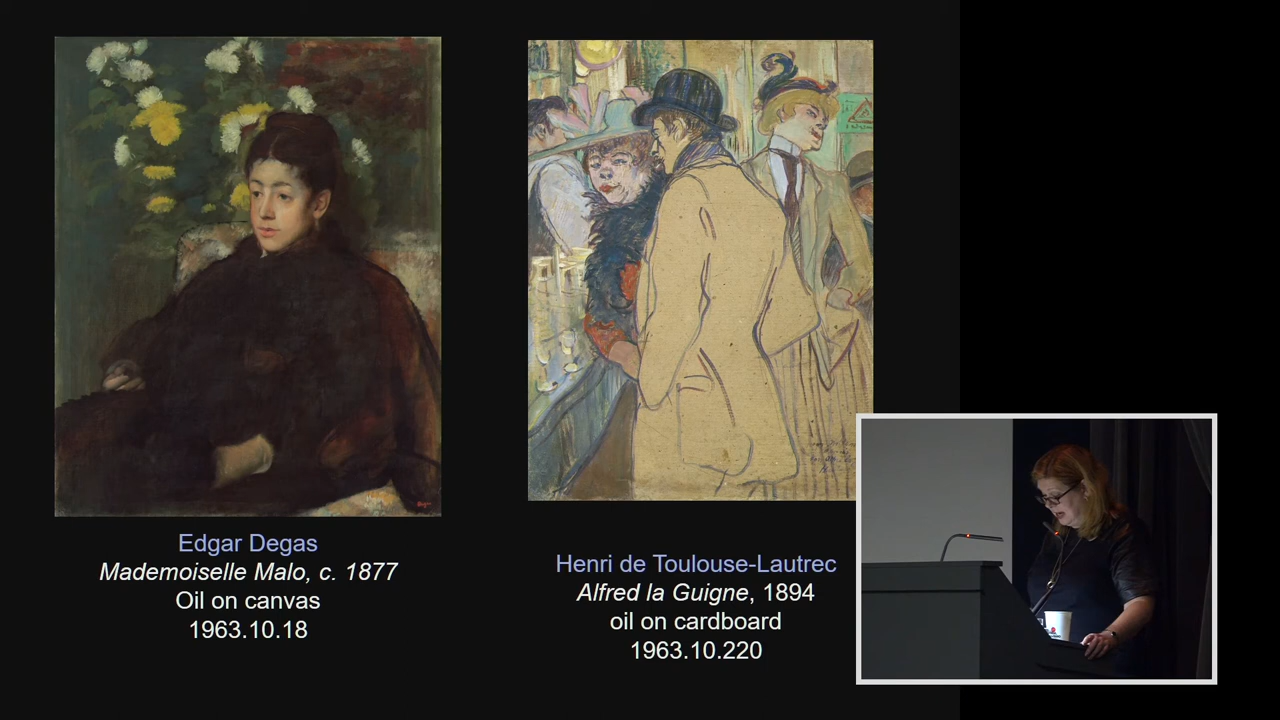 Edgar Degas
Mademoiselle Malo, c. 1877
Oil on canvas
1963.10.18
Henri de Toulouse-Lautrec
Alfred la Guigne, 1894
oil on cardboard
1963.10.220